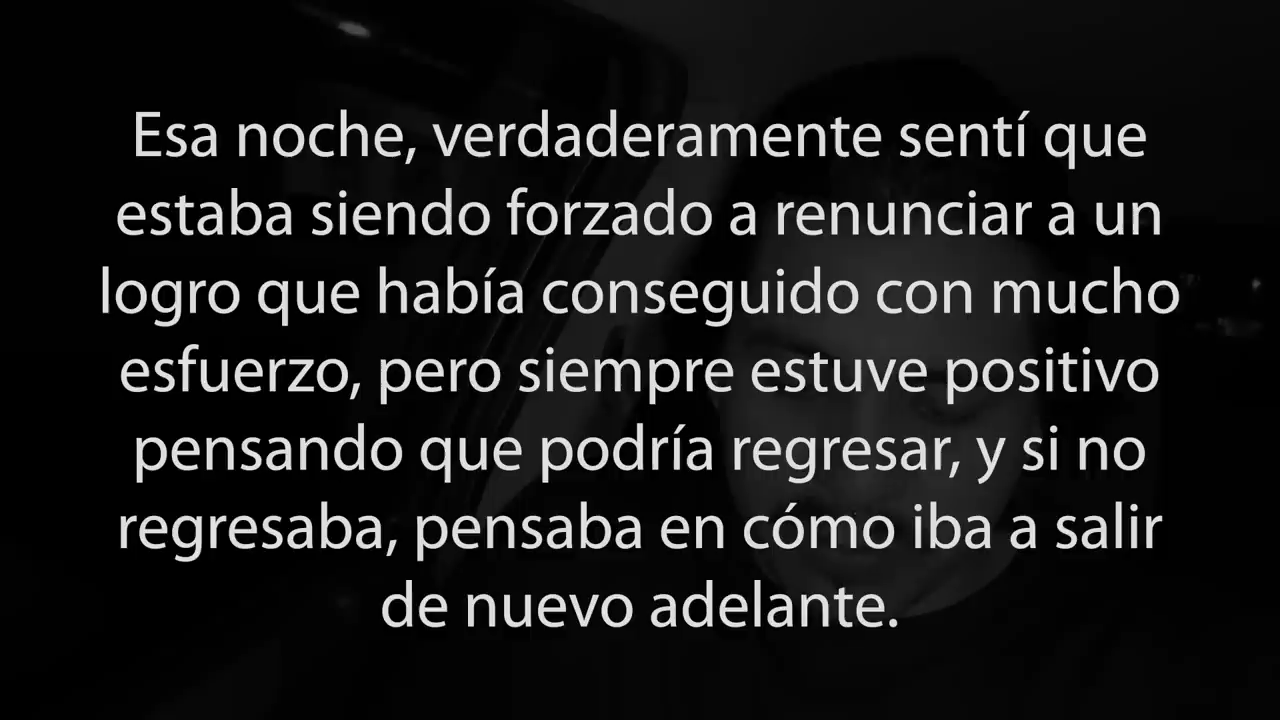 Esa noche, verdaderamente sentí que
estaba siendo forzado a renunciar a un
logro que había conseguido con mucho
esfuerzo, pero siempre estuve positivo
pensando que podría regresar, y si no
regresaba, pensaba en cómo iba a salir
de nuevo adelante.